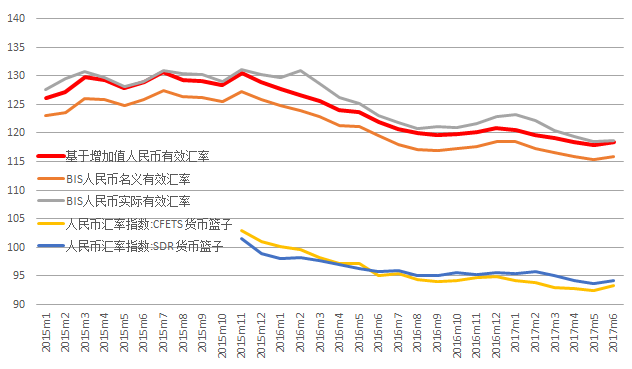 140
135
130
125
120
115
110
105
100
95
90
基于增加值人民币有效汇率
BIS人民币名义有效汇率
BIS人民币实际有效汇率
人民币汇率指数:CFETS货币篮子
人民币汇率指数:SDR货币篮子
2015m1
2015m2
2015m3
2015m4
2015m5
2015m6
2015m7
2015m8
2015m9
2015m10
2015m11
2015m12
2016m1
2016m2
2016m3
2016m4
2016m5
2016m6
2016m7
2016m8
2016m9
2016m10
2016m11
2016m12
2017m1
2017m2
2017m3
2017m4
2017m5
2017m6